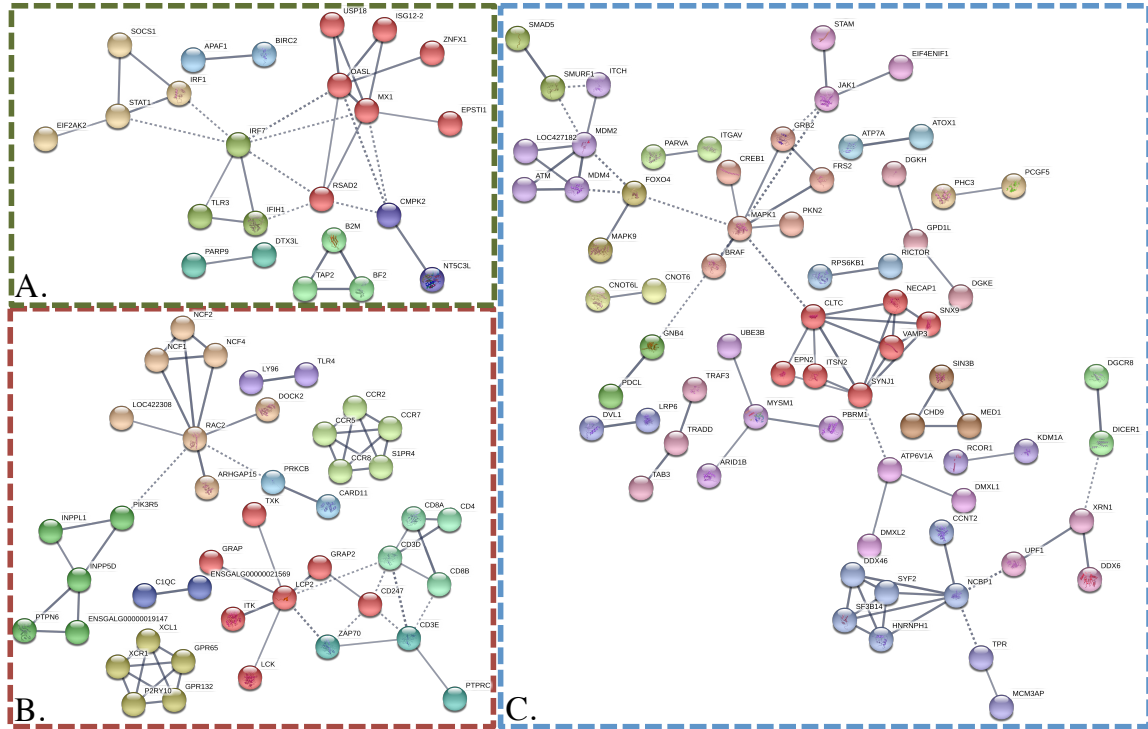 USP18
ISG12-2
SOCS1
ZNFX1
APAF1
BIRC2
OASL
IRF1
MX1
STAT1
EPSTI1
EIF2AK2
IRF7
RSAD2
TLR3
IFIH1
CMPK2
B2M
PARP9
DTX3L
NT5C3L
TAP2
BF2
A.
NCF2
NCF1
NCF4
LY96
TLR4
LOC422308
DOCK2
CCR2
CCR7
CCR5
RAC2
CCR8
S1PR4
ARHGAP15
PRKCB
CARD11
TXK
PIK3R5
INPPL1
CD8A
CD4
CD3D
GRAP
GRAP2
INPP5D
C1QC
ENSGALG00000021569
LCP2
CD8B
PTPN6
ENSGALG00000019147
ITK
CD247
CD3E
ZAP70
XCL1
XCR1
GPR65
LCK
P2RY10
GPR132
PTPRC
B.
SMAD5
STAM
SMURF1
ITCH
EIF4ENIF1
JAK1
LOC427182
MDM2
GRB2
ATP7A
ATOX1
PARVA
ITGAV
ATM
MDM4
FOXO4
CREB1
FRS2
DGKH
PHC3
PCGF5
MAPK1
PKN2
MAPK9
BRAF
GPD1L
RPS6KB1
RICTOR
CNOT6L
CNOT6
DGKE
CLTC
NECAP1
SNX9
VAMP3
GNB4
UBE3B
EPN2
ITSN2
SYNJ1
SIN3B
DGCR8
PDCL
TRAF3
DVL1
LRP6
MYSM1
PBRM1
CHD9
MED1
DICER1
TRADD
TAB3
ARID1B
ATP6V1A
RCOR1
KDM1A
DMXL1
XRN1
DMXL2
CCNT2
UPF1
DDX46
SYF2
NCBP1
DDX6
SF3B14
HNRNPH1
TPR
MCM3AP
C.